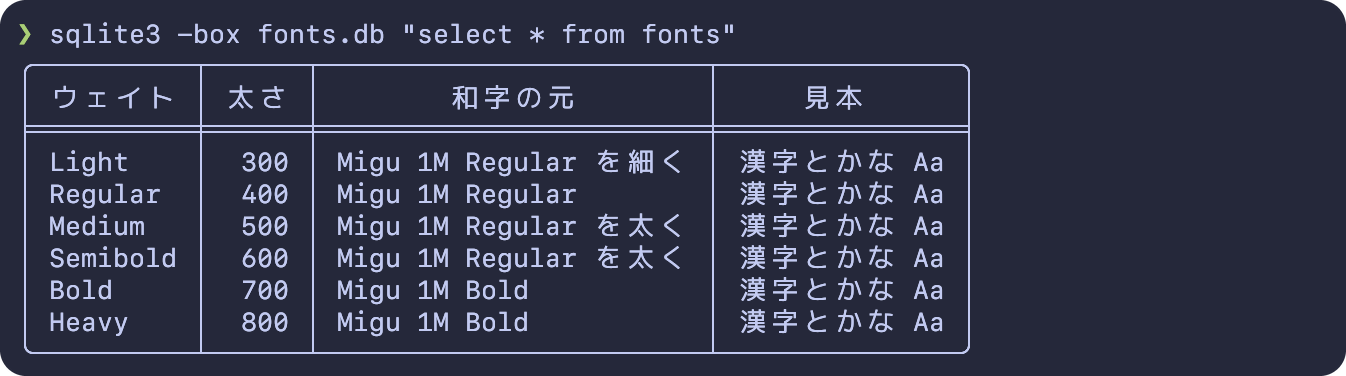 ❯ sqlite3 -box fonts.db "select * from fonts"
ウェイト 太さ 和字の元 見本
Light 300 Migu 1M Regular を細く 漢字とかな Aa
Regular 400 Migu 1M Regular 漢字とかな Aa
Medium 500 Migu 1M Regular を太く 漢字とかな Aa
Semibold 600 Migu 1M Regular を太く 漢字とかな Aa
Bold 700 Migu 1M Bold 漢字とかな Aa
Heavy 800 Migu 1M Bold 漢字とかな Aa